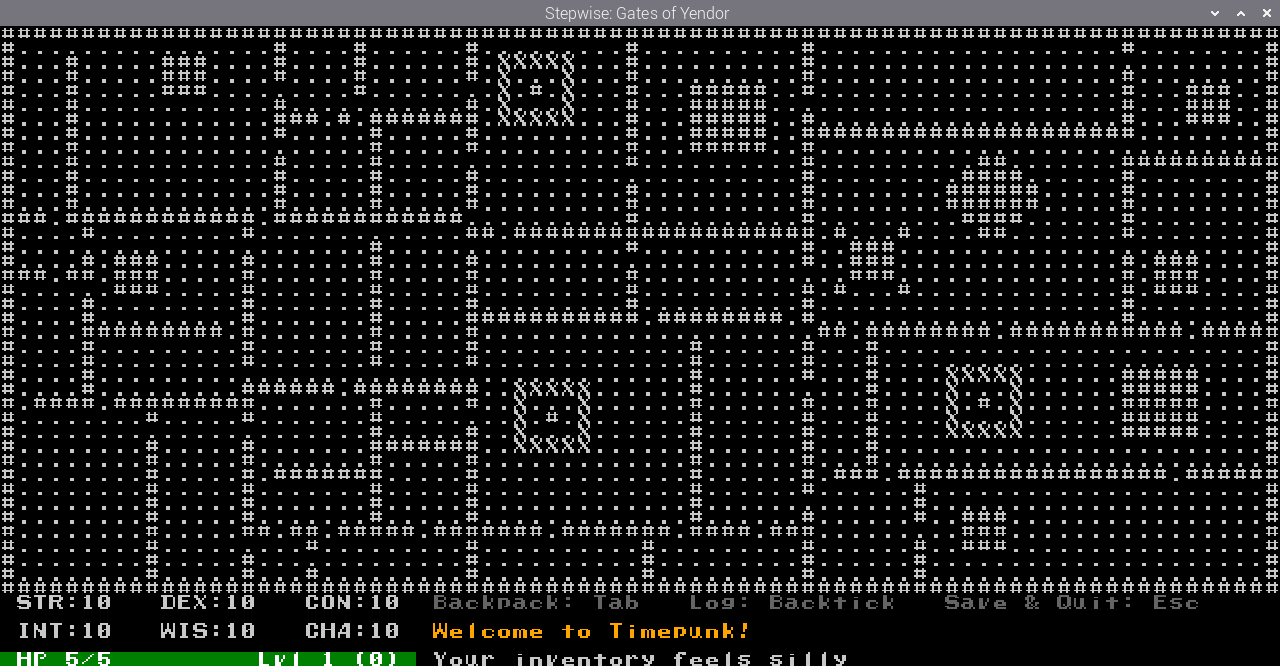 Stepwise: Gates of Yendor
STR:10 DEX:10 CON:10 Backpack: Tab Log: Backtick Save & Quit: Esc
INT:10 WIS:10 CHA:10 Welcome to Timepunk!
HP 5/5 Lvl 1 (0) Your inventory feels silly